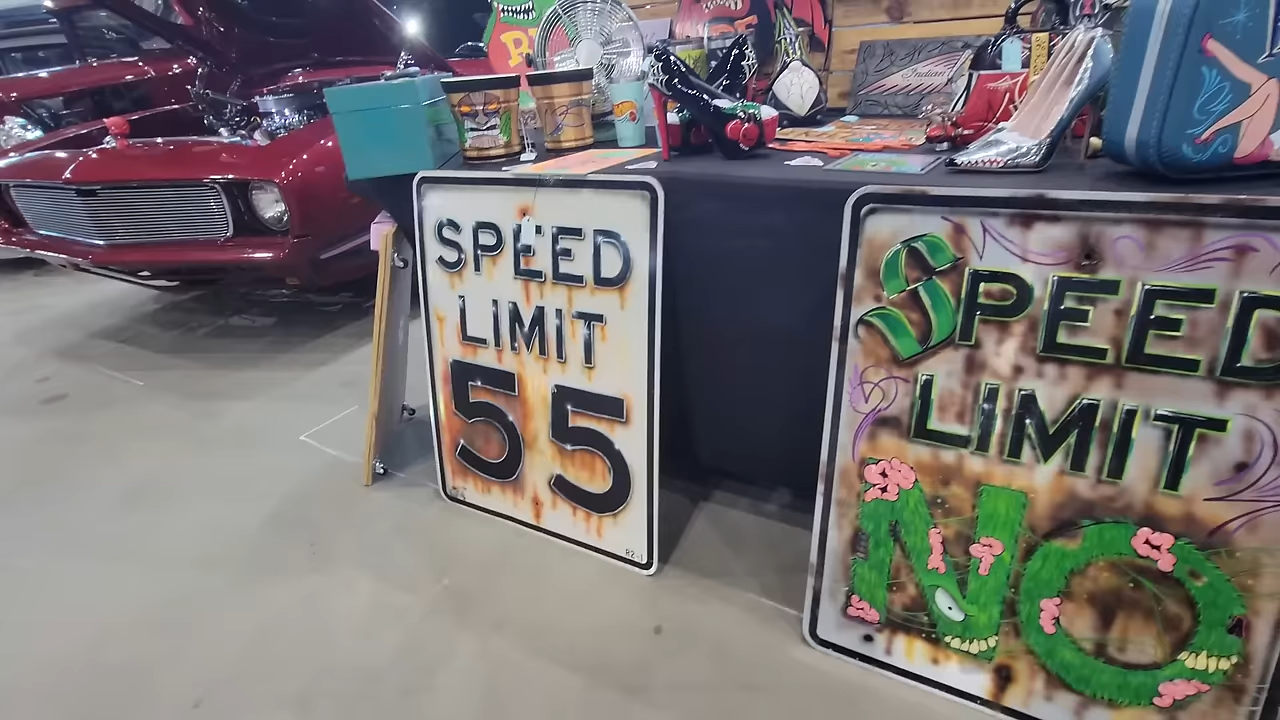 SPEED
LIMIT
55
R2-1
SPEED
LIMIT
NO
Indian
R